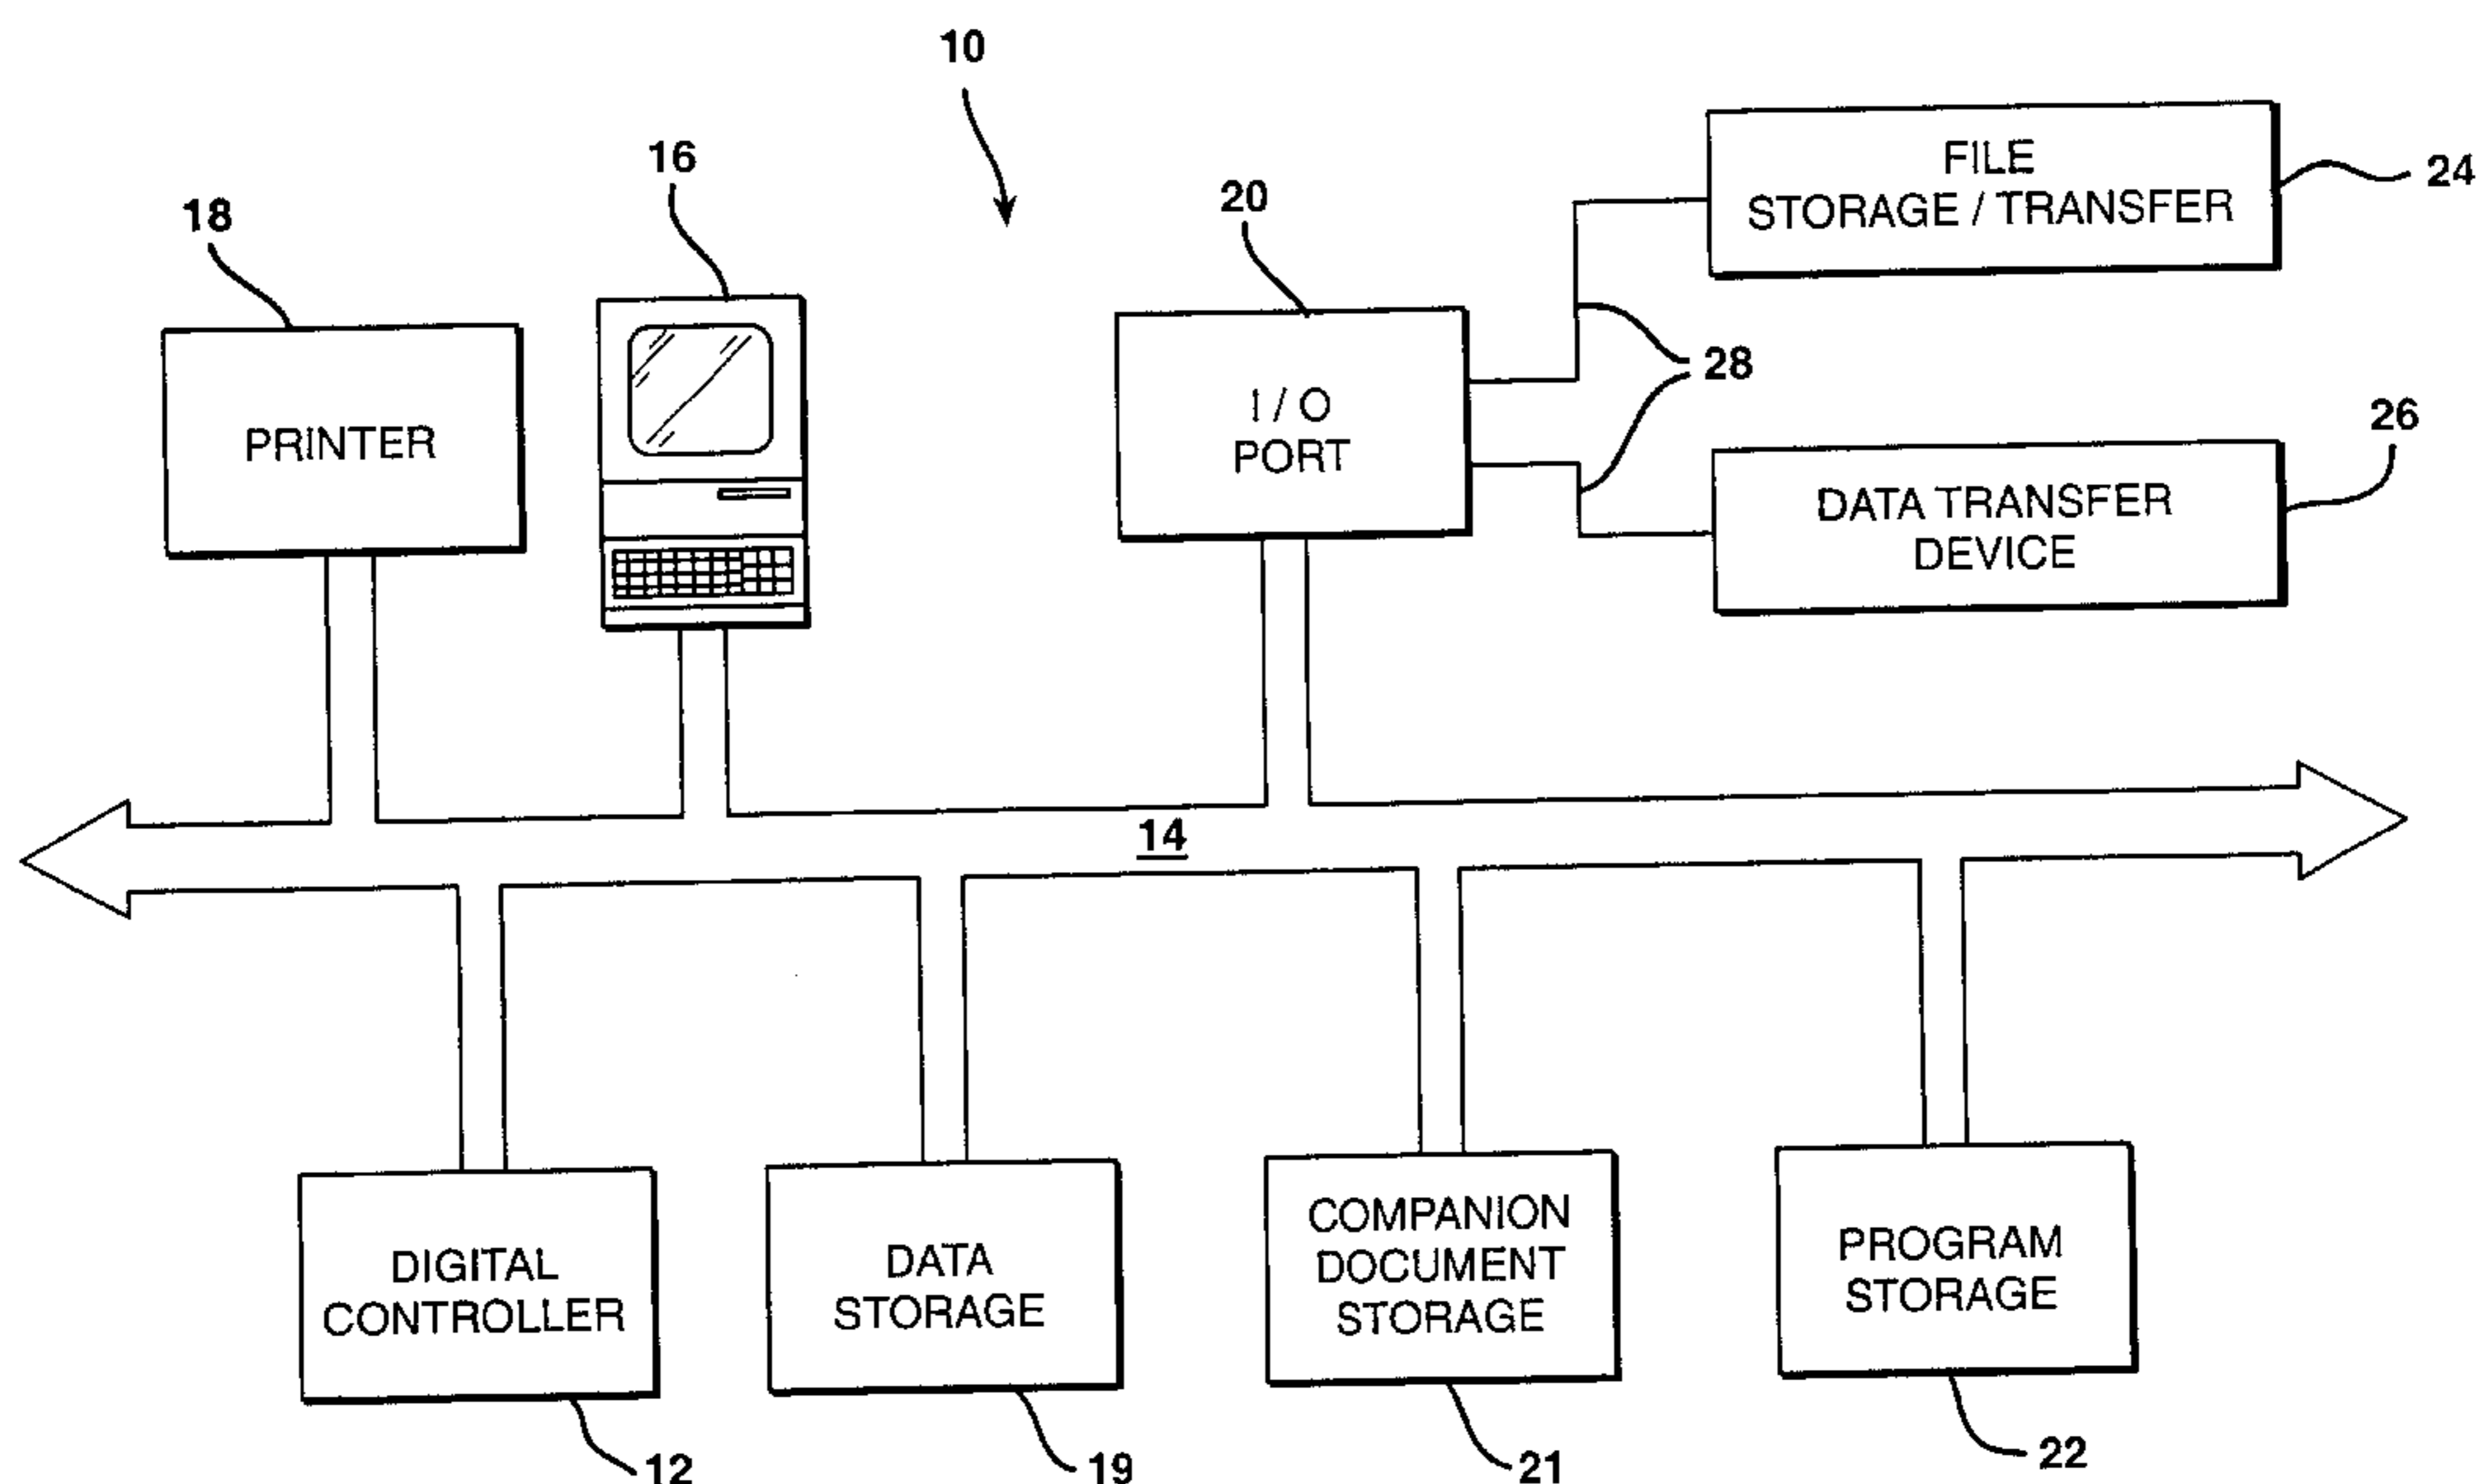 10
16
18
20
FILE
STORAGE / TRANSFER
24
28
I / O
PORT
PRINTER
26
DATA TRANSFER
DEVICE
14
DIGITAL
CONTROLLER
DATA
STORAGE
COMPANION
DOCUMENT
STORAGE
PROGRAM
STORAGE
12
19
21
22